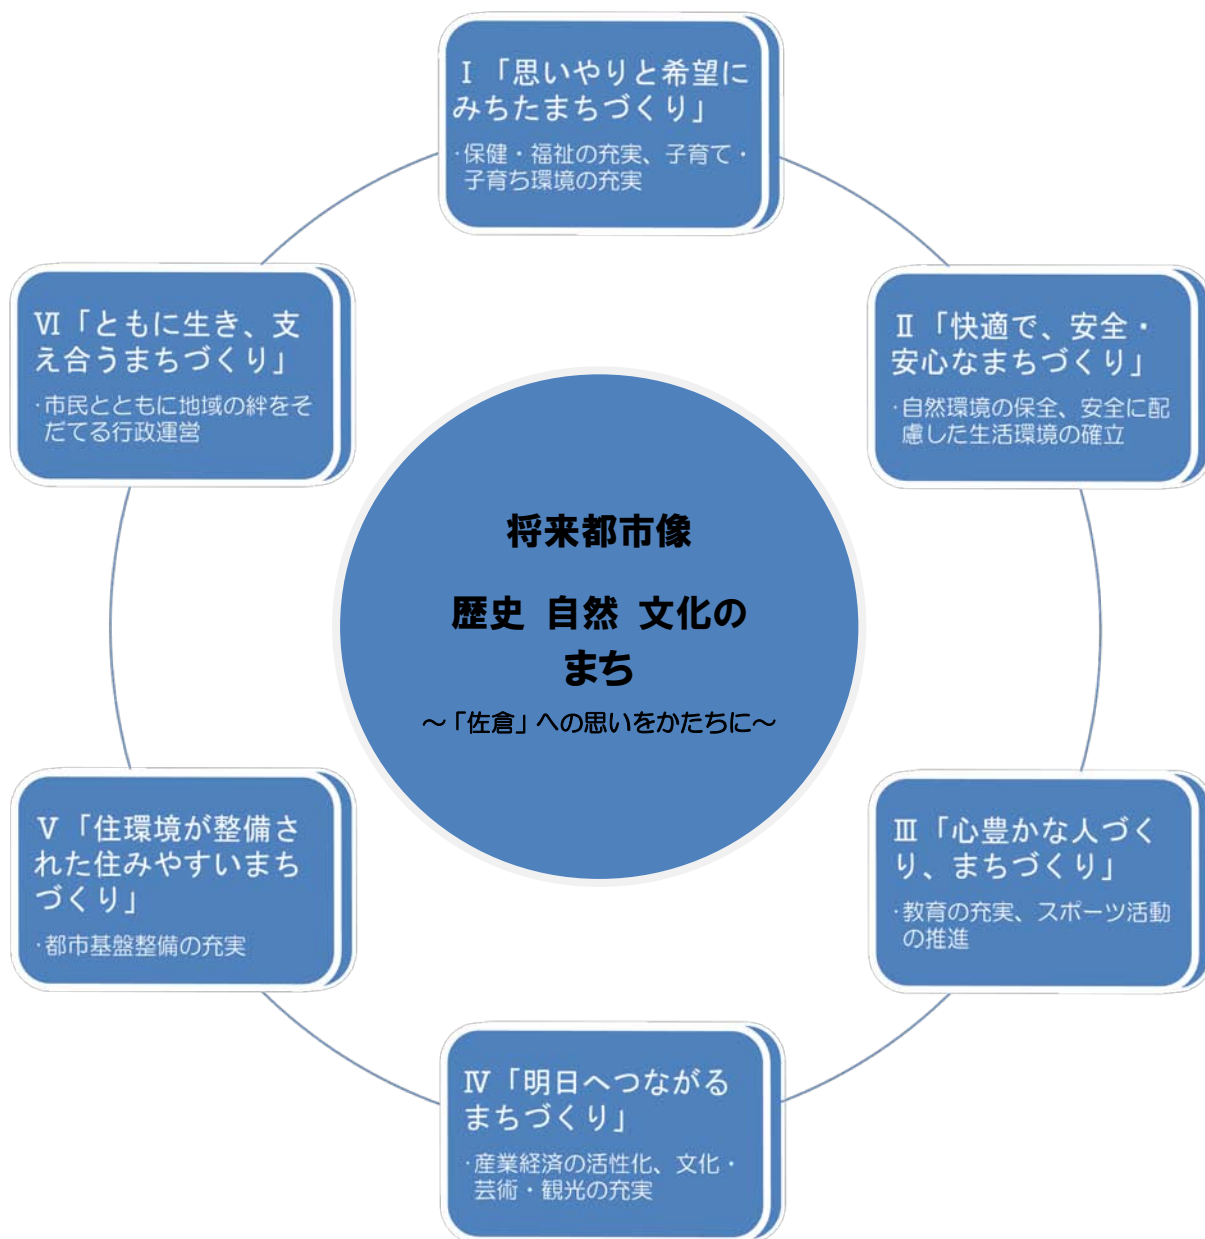 Ⅰ「思いやりと希望に
みちたまちづくり」
・保健・福祉の充実、子育て・
子育ち環境の充実
Ⅱ「快適で、安全・
安心なまちづくり」
・自然環境の保全、安全に配
慮した生活環境の確立
Ⅲ「心豊かな人づく
り、まちづくり」
・教育の充実、スポーツ活動
の推進
Ⅳ「明日へつながる
まちづくり」
・産業経済の活性化、文化・
芸術・観光の充実
Ⅴ「住環境が整備さ
れた住みやすいまち
づくり」
・都市基盤整備の充実
Ⅵ「ともに生き、支
え合うまちづくり」
・市民とともに地域の絆をそ
だてる行政運営
将来都市像
歴史 自然 文化の
まち
～「佐倉」への思いをかたちに～